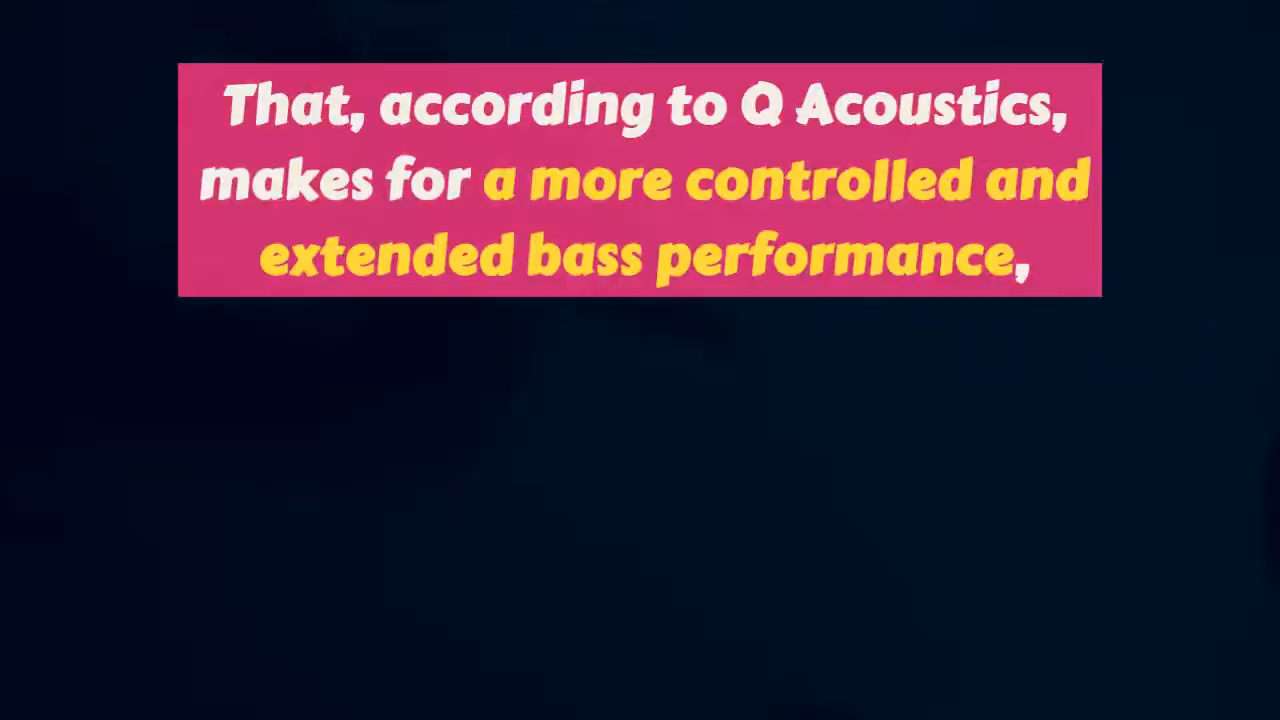 That, according to Q Acoustics,
makes for a more controlled and
extended bass performance,